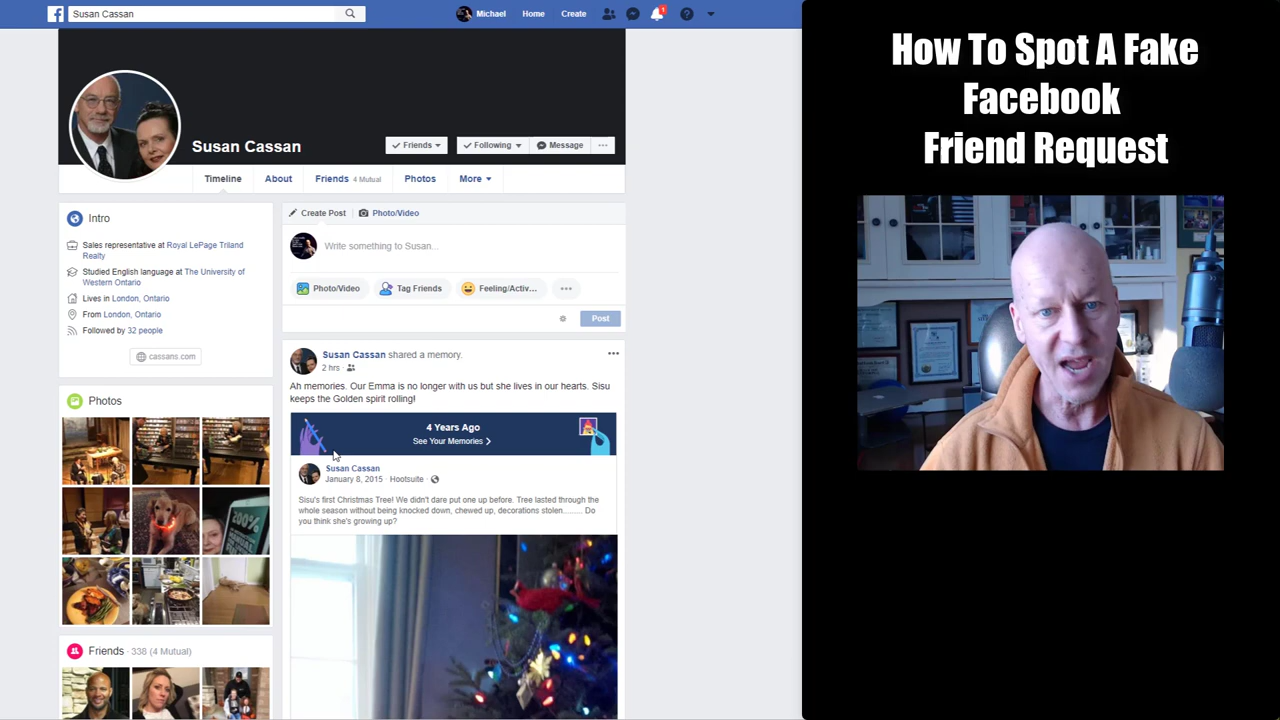 Susan Cassan
Michael
Home
Create
1
Susan Cassan
Friends
Following
Message
Timeline
About
Friends 4 Mutual
Photos
More
Intro
Sales representative at Royal LePage Triland
Realty
Studied English language at The University of
Western Ontario
Lives in London, Ontario
From London, Ontario
Followed by 32 people
cassans.com
Photos
200%
Friends · 338 (4 Mutual)
Create Post
Photo/Video
Write something to Susan...
Photo/Video
Tag Friends
Feeling/Activ...
Post
Susan Cassan shared a memory.
2 hrs ·
Ah memories. Our Emma is no longer with us but she lives in our hearts. Sisu
keeps the Golden spirit rolling!
4 Years Ago
See Your Memories
Susan Cassan
January 8, 2015 · Hootsuite ·
Sisu's first Christmas Tree! We didn't dare put one up before. Tree lasted through the
whole season without being knocked down, chewed up, decorations stolen......... Do
you think she's growing up?
How To Spot A Fake
Facebook
Friend Request